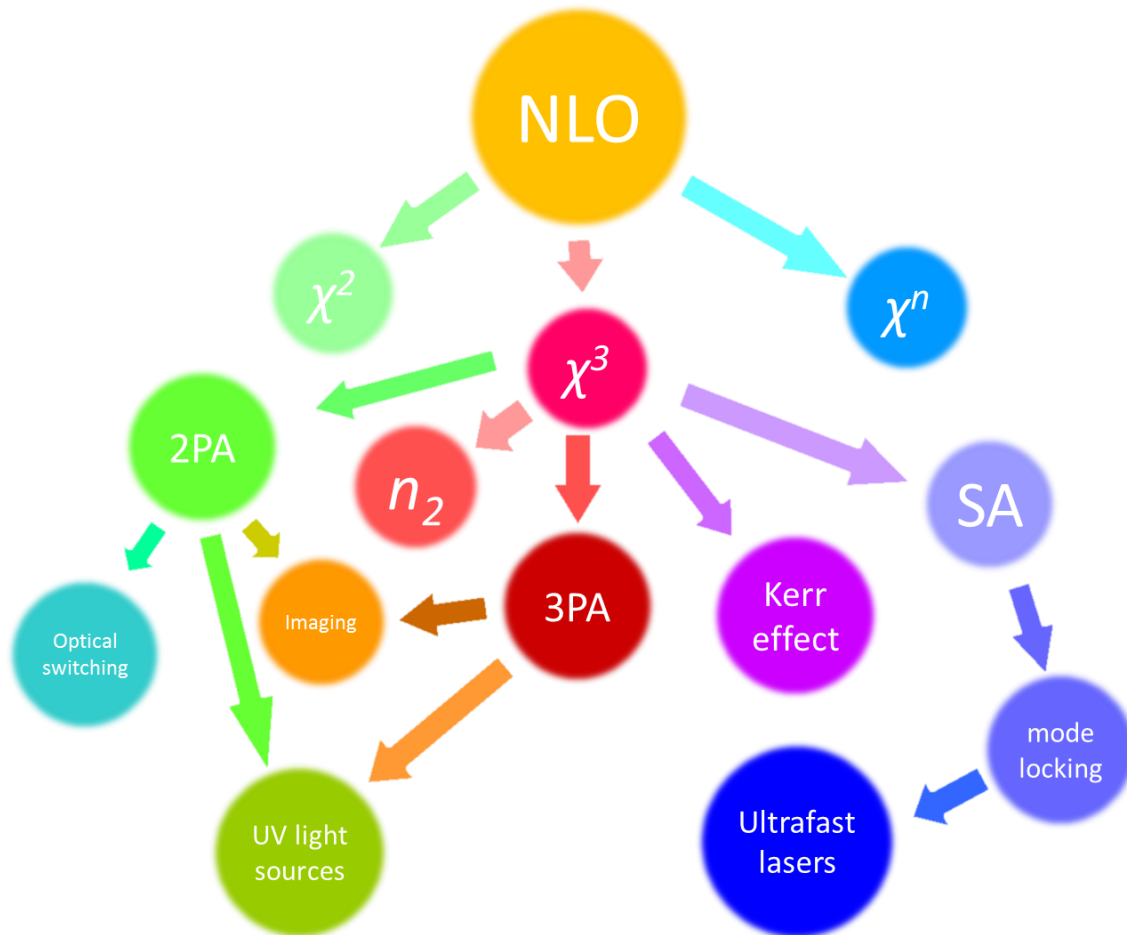 NLO
χ²
χⁿ
χ³
2PA
n₂
SA
3PA
Kerr
effect
Imaging
Optical
switching
mode
locking
UV light
sources
Ultrafast
lasers